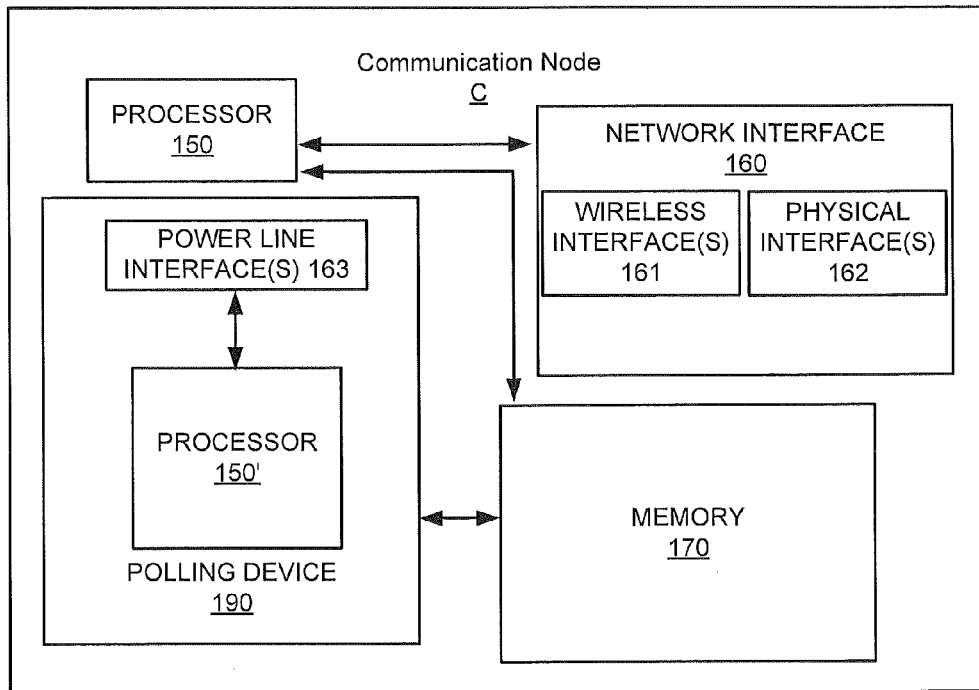 Communication Node
C
PROCESSOR
150
NETWORK INTERFACE
160
WIRELESS
INTERFACE(S)
161
PHYSICAL
INTERFACE(S)
162
POWER LINE
INTERFACE(S) 163
PROCESSOR
150'
POLLING DEVICE
190
MEMORY
170